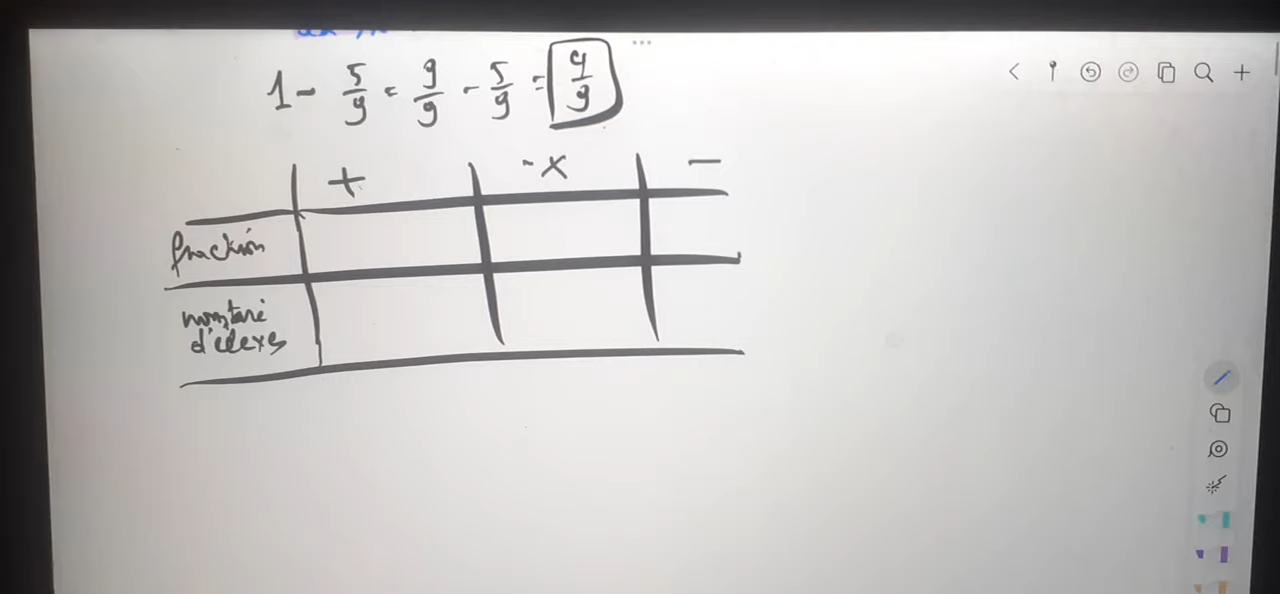 1 - 5/9 = 9/9 - 5/9 = 4/9
+ -x -
fraction
nombre
d'élèves